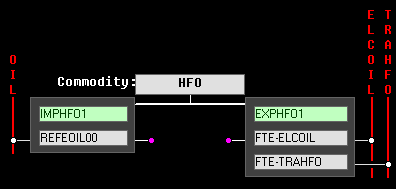 OIL
ELCOIL
TRAHFO
Commodity: HFO
IMPHFO1
REFEOIL00
EXPHFO1
FTE-ELCOIL
FTE-TRAHFO